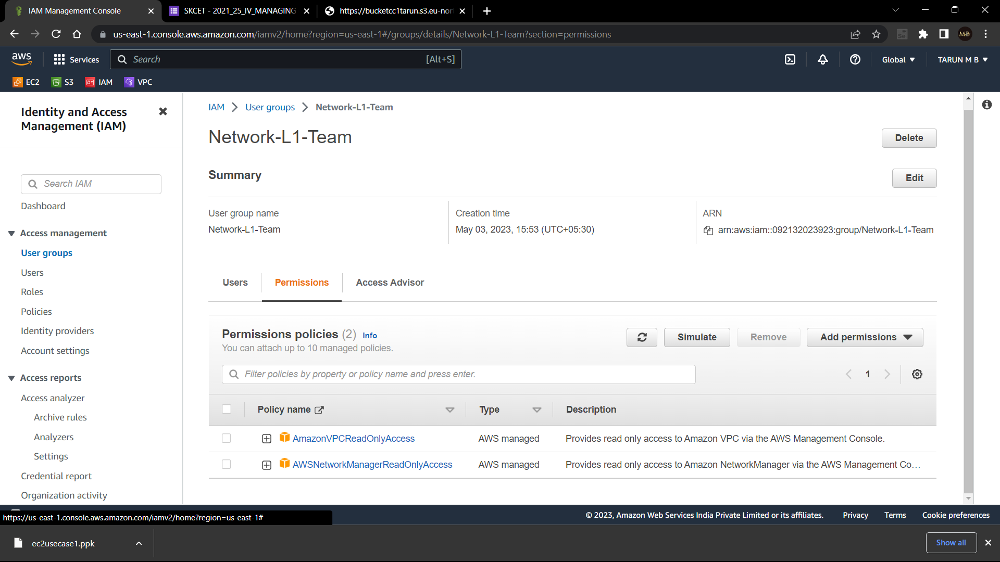 IAM Management Console
SKCET - 2021_25_IV_MANAGING
https://bucketcc1tarun.s3.eu-nor
us-east-1.console.aws.amazon.com/iamv2/home?region=us-east-1#/groups/details/Network-L1-Team?section=permissions
Se
M-B
aws
Services
Search
[Alt+S]
Global
TARUN M B
EC2
S3
IAM
VPC
Identity and Access
Management (IAM)
Search IAM
Dashboard
Access management
User groups
Users
Roles
Policies
Identity providers
Account settings
Access reports
Access analyzer
Archive rules
Analyzers
Settings
Credential report
Organization activity
IAM
User groups
Network-L1-Team
Network-L1-Team
Delete
Summary
Edit
User group name
Network-L1-Team
Creation time
May 03, 2023, 15:53 (UTC+05:30)
ARN
arn:aws:iam::092132023923:group/Network-L1-Team
Users
Permissions
Access Advisor
Permissions policies (2)
Info
You can attach up to 10 managed policies.
Simulate
Remove
Add permissions
Filter policies by property or policy name and press enter.
1
Policy name
Type
Description
AmazonVPCReadOnlyAccess
AWS managed
Provides read only access to Amazon VPC via the AWS Management Console.
AWSNetworkManagerReadOnlyAccess
AWS managed
Provides read only access to Amazon NetworkManager via the AWS Management Co…
https://us-east-1.console.aws.amazon.com/iamv2/home?region=us-east-1#
© 2023, Amazon Web Services India Private Limited or its affiliates.
Privacy
Terms
Cookie preferences
ec2usecase1.ppk
Show all